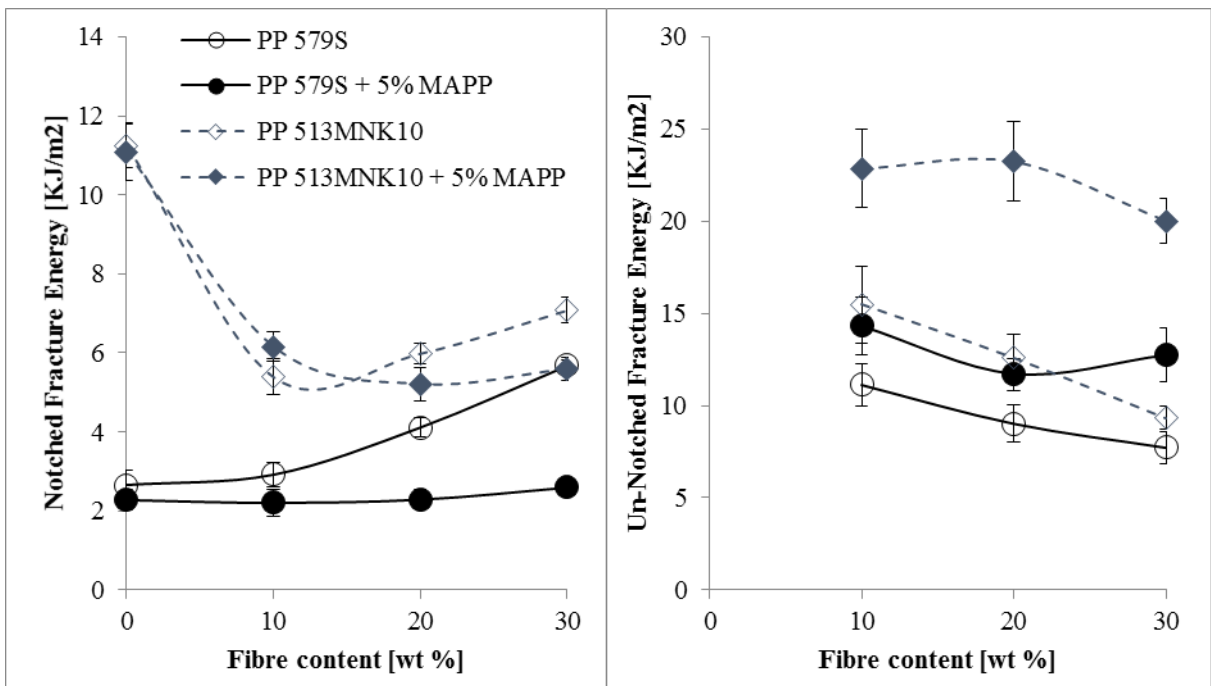 Notched Fracture Energy [KJ/m2]
14
12
10
8
6
4
2
0
PP 579S
PP 579S + 5% MAPP
PP 513MNK10
PP 513MNK10 + 5% MAPP
0 10 20 30
Fibre content [wt %]
Un-Notched Fracture Energy [KJ/m2]
30
25
20
15
10
5
0
0 10 20 30
Fibre content [wt %]